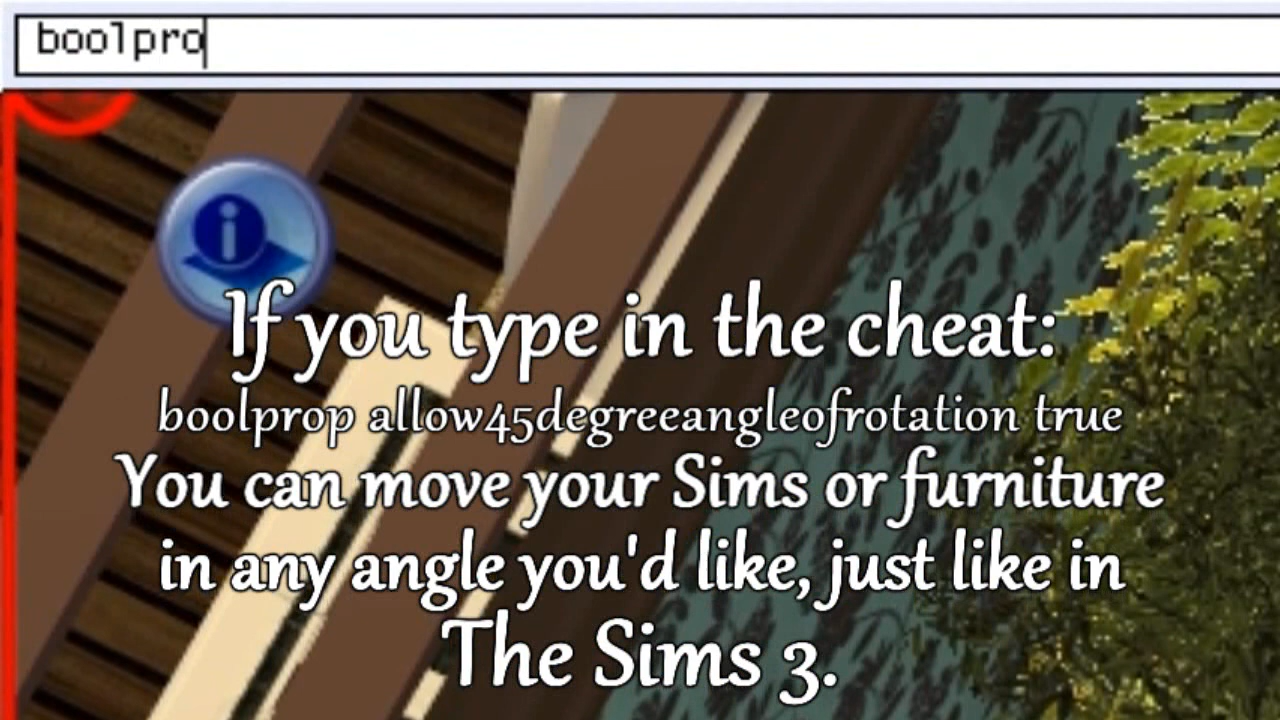 boolpro
i
If you type in the cheat:
boolprop allow45degreeangleofrotation true
You can move your Sims or furniture
in any angle you'd like, just like in
The Sims 3.